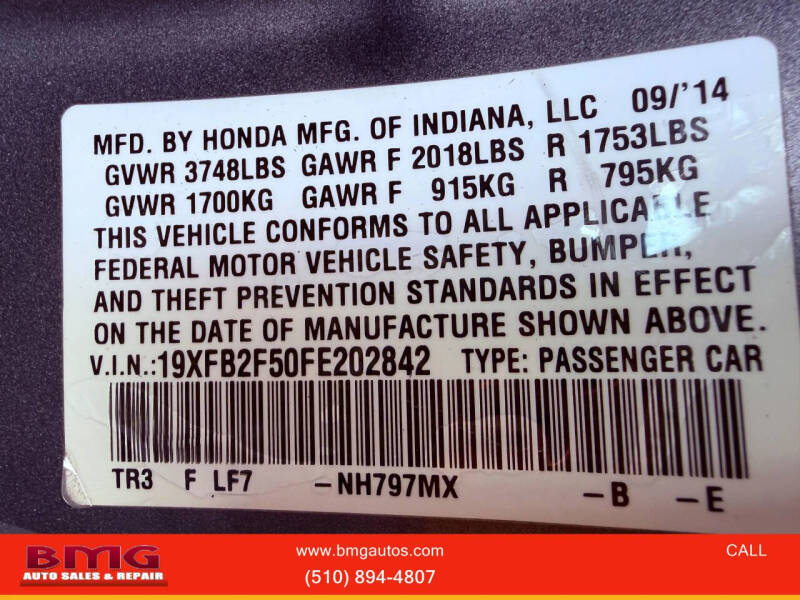 MFD. BY HONDA MFG. OF INDIANA, LLC 09/'14
GVWR 3748LBS GAWR F 2018LBS R 1753LBS
GVWR 1700KG GAWR F 915KG R 795KG
THIS VEHICLE CONFORMS TO ALL APPLICABLE
FEDERAL MOTOR VEHICLE SAFETY, BUMPER,
AND THEFT PREVENTION STANDARDS IN EFFECT
ON THE DATE OF MANUFACTURE SHOWN ABOVE.
V.I.N.:19XFB2F50FE202842 TYPE: PASSENGER CAR
TR3 F LF7 -NH797MX -B -E
BMG
AUTO SALES & REPAIR
www.bmgautos.com
(510) 894-4807
CALL